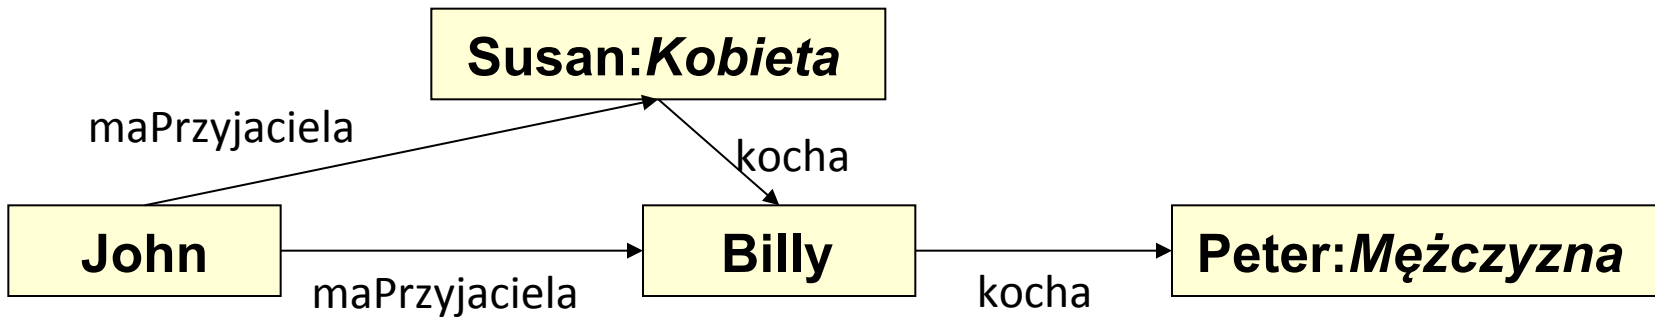 Susan:Kobieta
maPrzyjaciela
kocha
John
Billy
Peter:Mężczyzna
maPrzyjaciela
kocha